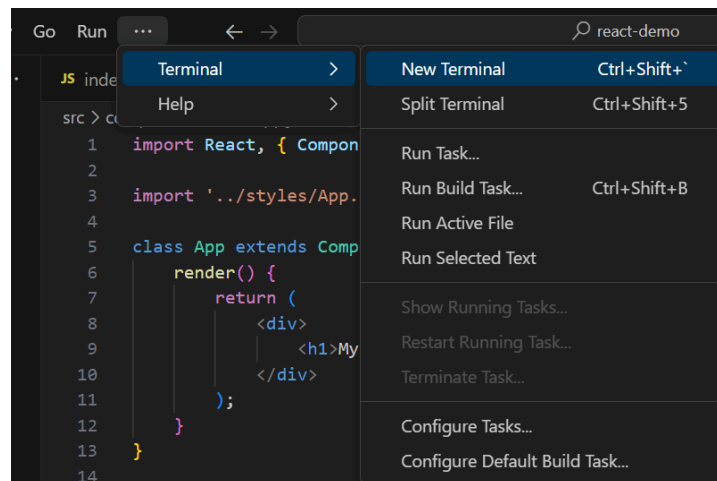 Go Run ... ← → react-demo
JS inde
Terminal >
Help >
New Terminal Ctrl+Shift+`
Split Terminal Ctrl+Shift+5
Run Task...
Run Build Task... Ctrl+Shift+B
Run Active File
Run Selected Text
Show Running Tasks...
Restart Running Task...
Terminate Task...
Configure Tasks...
Configure Default Build Task...
src > co
1 import React, { Compon
2
3 import '../styles/App.
4
5 class App extends Comp
6 render() {
7 return (
8 <div>
9 <h1>My
10 </div>
11 );
12 }
13 }
14